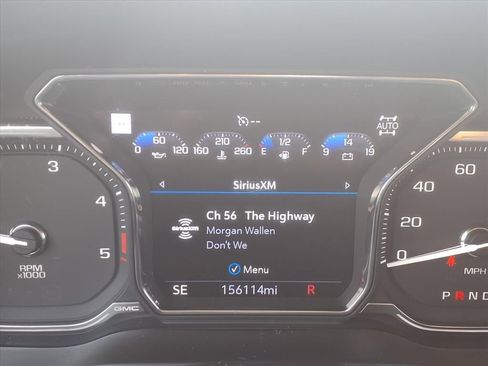 --
60
210
1/2
14
AUTO
0 120 160 260 E F 9 19
SiriusXM
Ch 56 The Highway
SiriusXM
Morgan Wallen
Don't We
Menu
SE 156114mi R
3
4
5
RPM
x1000
GMC
60
40
20
0
MPH
P R N D